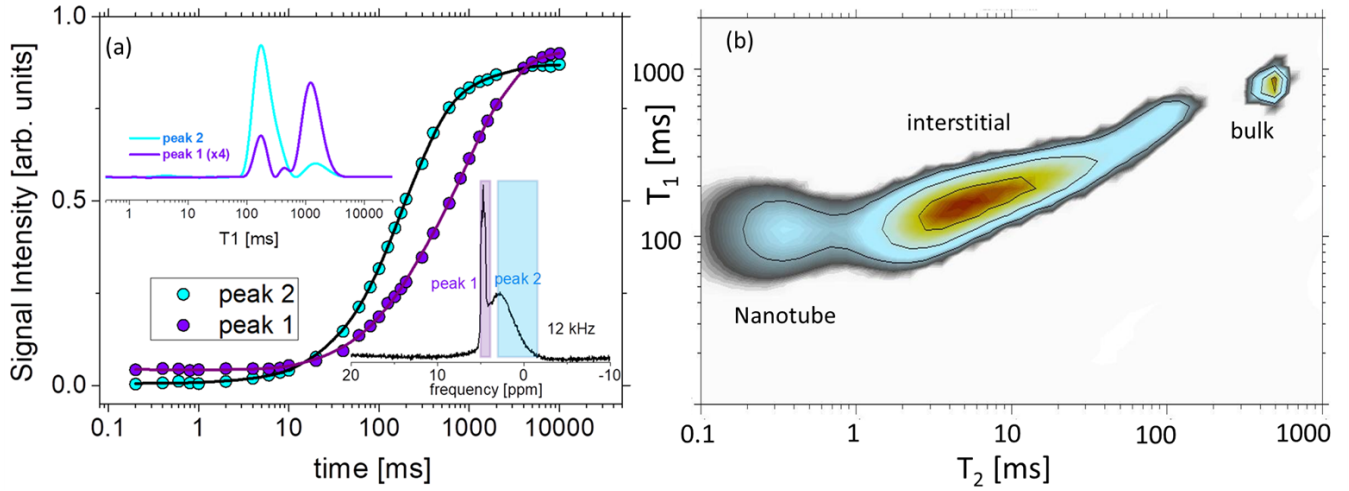 (a)
Signal Intensity [arb. units]
1.0
0.5
0.0
peak 2
peak 1 (x4)
1 10 100 1000 10000
T1 [ms]
peak 2
peak 1
peak 1
peak 2
12 kHz
20 10 0 -10
frequency [ppm]
0.1 1 10 100 1000 10000
time [ms]
(b)
T1 [ms]
1000
100
interstitial
bulk
Nanotube
0.1 1 10 100 1000
T2 [ms]